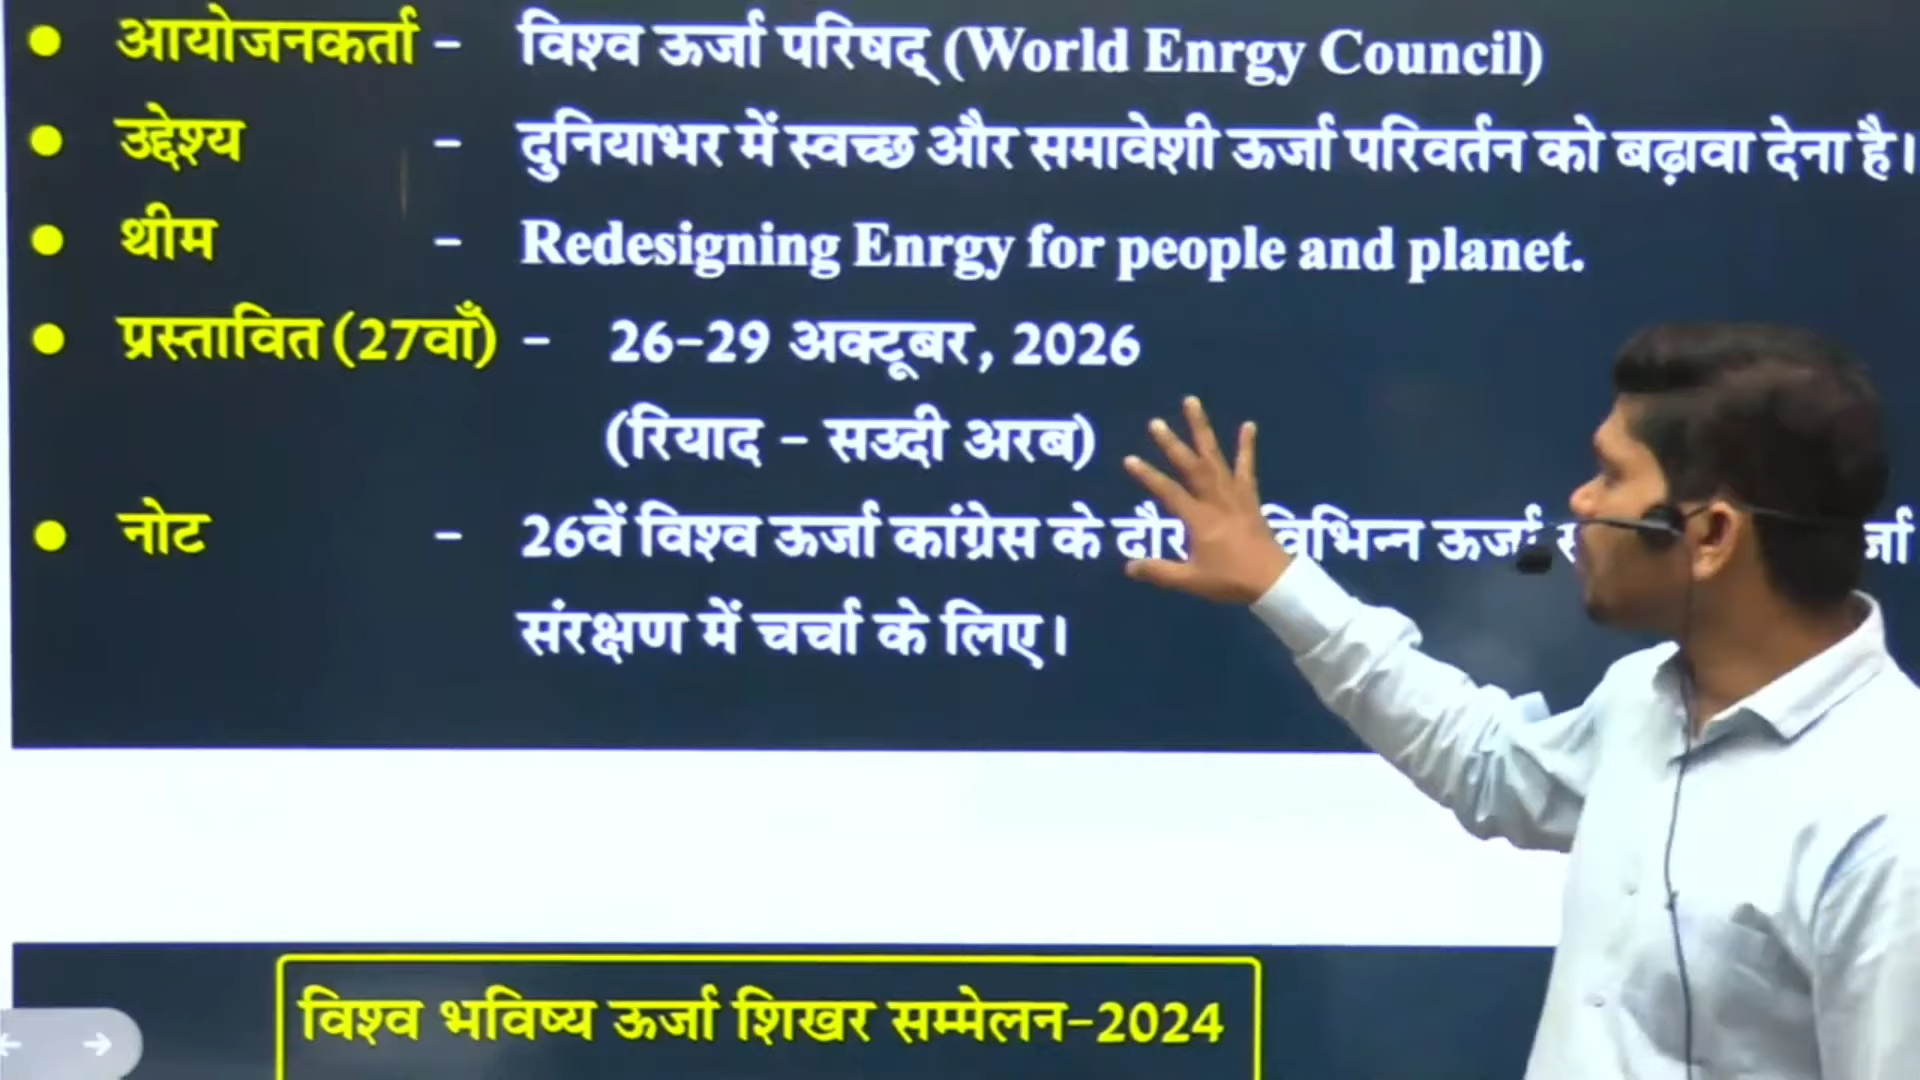 आयोजनकर्ता - विश्व ऊर्जा परिषद् (World Enrgy Council)
उद्देश्य - दुनियाभर में स्वच्छ और समावेशी ऊर्जा परिवर्तन को बढ़ावा देना है।
थीम - Redesigning Enrgy for people and planet.
प्रस्तावित (27वाँ) - 26-29 अक्टूबर, 2026
(रियाद - सउदी अरब)
नोट - 26वें विश्व ऊर्जा कांग्रेस के विभिन्न ऊर्जा
संरक्षण में चर्चा के लिए।
विश्व भविष्य ऊर्जा शिखर सम्मेलन-2024